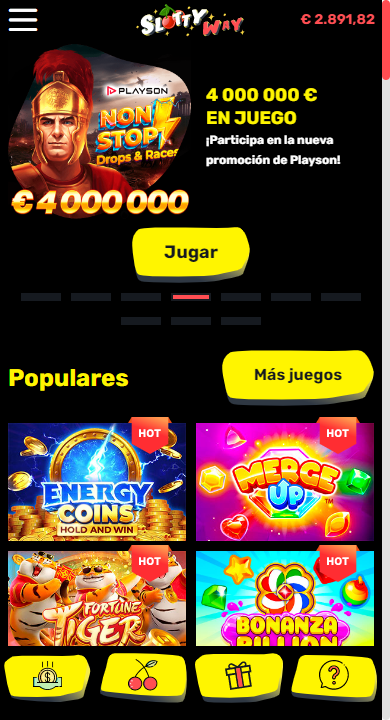 SLOTTY WAY
€ 2.891,82
PLAYSON
NON
STOP
Drops & Races
€ 4 000 000
4 000 000 €
EN JUEGO
¡Participa en la nueva
promoción de Playson!
Jugar
Populares
Más juegos
HOT
HOT
ENERGY
COINS
HOLD AND WIN
MERGE
UP™
HOT
HOT
FORTUNE
TIGER
BONANZA
BILLION